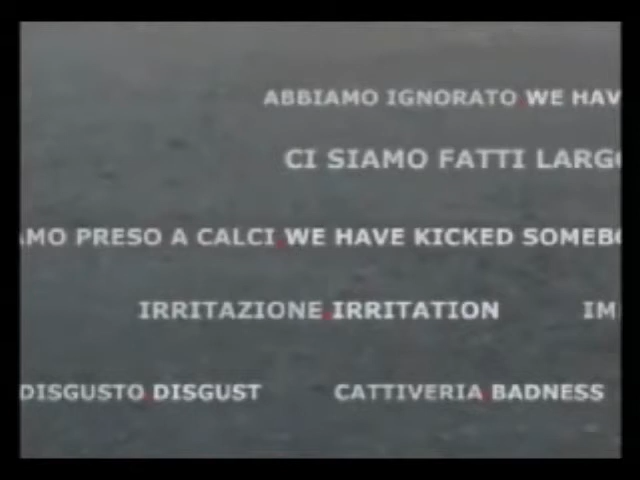 ABBIAMO IGNORATO.WE HAV
CI SIAMO FATTI LARG
AMO PRESO A CALCI.WE HAVE KICKED SOMEB
IRRITAZIONE.IRRITATION IM
DISGUSTO.DISGUST CATTIVERIA.BADNESS